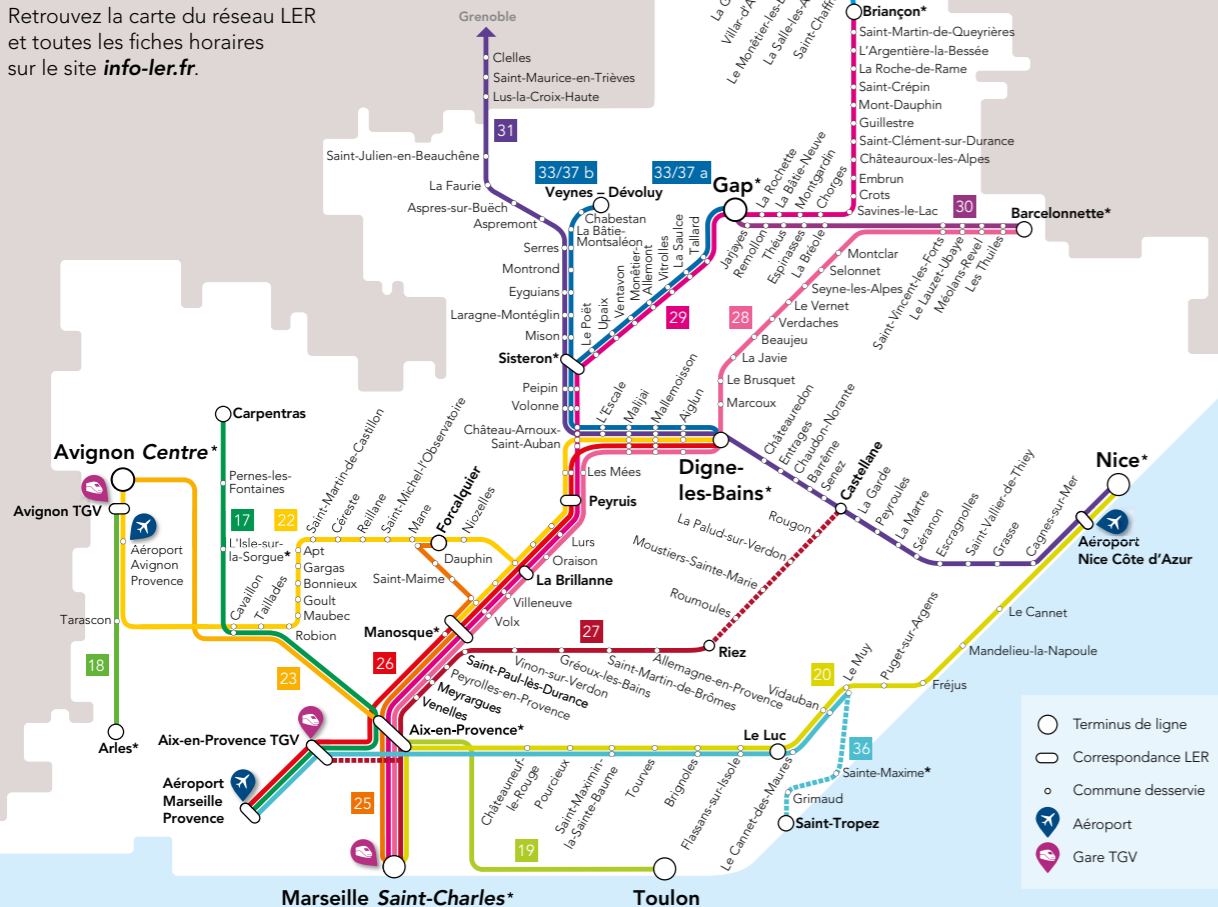 Retrouvez la carte du réseau LER
et toutes les fiches horaires
sur le site info-ler.fr.
Grenoble
Clelles
Saint-Maurice-en-Trièves
Lus-la-Croix-Haute
31
Saint-Julien-en-Beauchêne
La Faurie
Aspres-sur-Buëch
Aspremont
Serres
Montrond
Eyguians
Laragne-Montéglin
Mison
Sisteron*
Peipin
Volonne
Château-Arnoux-
Saint-Auban
33/37 b
Veynes – Dévoluy
Chabestan
La Bâtie-
Montsaléon
33/37 a
Gap*
Le Poët
Upaix
Ventavon
Monêtier-
Allemont
Vitrolles
La Saulce
Tallard
29
La Rochette
La Bâtie-Neuve
Montgardin
Chorges
Briançon*
Saint-Martin-de-Queyrières
L'Argentière-la-Bessée
La Roche-de-Rame
Saint-Crépin
Mont-Dauphin
Guillestre
Saint-Clément-sur-Durance
Châteauroux-les-Alpes
Embrun
Crots
Savines-le-Lac
30
Barcelonnette*
Jarjayes
Remollon
Théus
Espinasses
La Bréole
Saint-Vincent-les-Forts
Le Lauzet-Ubaye
Méolans-Revel
Les Thuiles
Montclar
Selonnet
Seyne-les-Alpes
Le Vernet
Verdaches
Beaujeu
La Javie
Le Brusquet
Marcoux
28
L'Escale
Malijai
Mallemoisson
Aiglun
Digne-
les-Bains*
Les Mées
Peyruis
Lurs
Oraison
La Brillanne
Villeneuve
Volx
Manosque*
Châteauredon
Entrages
Chaudon-Norante
Barrême
Senez
Castellane
La Garde
Peyroules
La Martre
Séranon
Escragnolles
Saint-Vallier-de-Thiey
Grasse
Cagnes-sur-Mer
Nice*
Aéroport
Nice Côte d'Azur
Rougon
La Palud-sur-Verdon
Moustiers-Sainte-Marie
Roumoules
Riez
27
Allemagne-en-Provence
Saint-Martin-de-Brômes
Gréoux-les-Bains
Vinon-sur-Verdon
Saint-Paul-lès-Durance
Peyrolles-en-Provence
Meyrargues
Venelles
Carpentras
Pernes-les-
Fontaines
17
L'Isle-sur-
la-Sorgue*
Avignon Centre*
Avignon TGV
Aéroport
Avignon
Provence
Tarascon
18
Arles*
22
Saint-Martin-de-Castillon
Céreste
Reillane
Saint-Michel-l'Observatoire
Mane
Forcalquier
Niozelles
Dauphin
Saint-Maime
Apt
Gargas
Bonnieux
Goult
Maubec
Robion
Cavaillon
Taillades
23
26
Aix-en-Provence TGV
Aix-en-Provence*
Aéroport
Marseille
Provence
25
Marseille Saint-Charles*
19
Toulon
Châteauneuf-
le-Rouge
Pourcieux
Saint-Maximin-
la-Sainte-Baume
Tourves
Brignoles
Flassans-sur-Issole
Le Luc
Le Cannet-des-Maures
Vidauban
20
Le Muy
Puget-sur-Argens
Fréjus
Mandelieu-la-Napoule
Le Cannet
36
Sainte-Maxime*
Grimaud
Saint-Tropez
Terminus de ligne
Correspondance LER
Commune desservie
Aéroport
Gare TGV